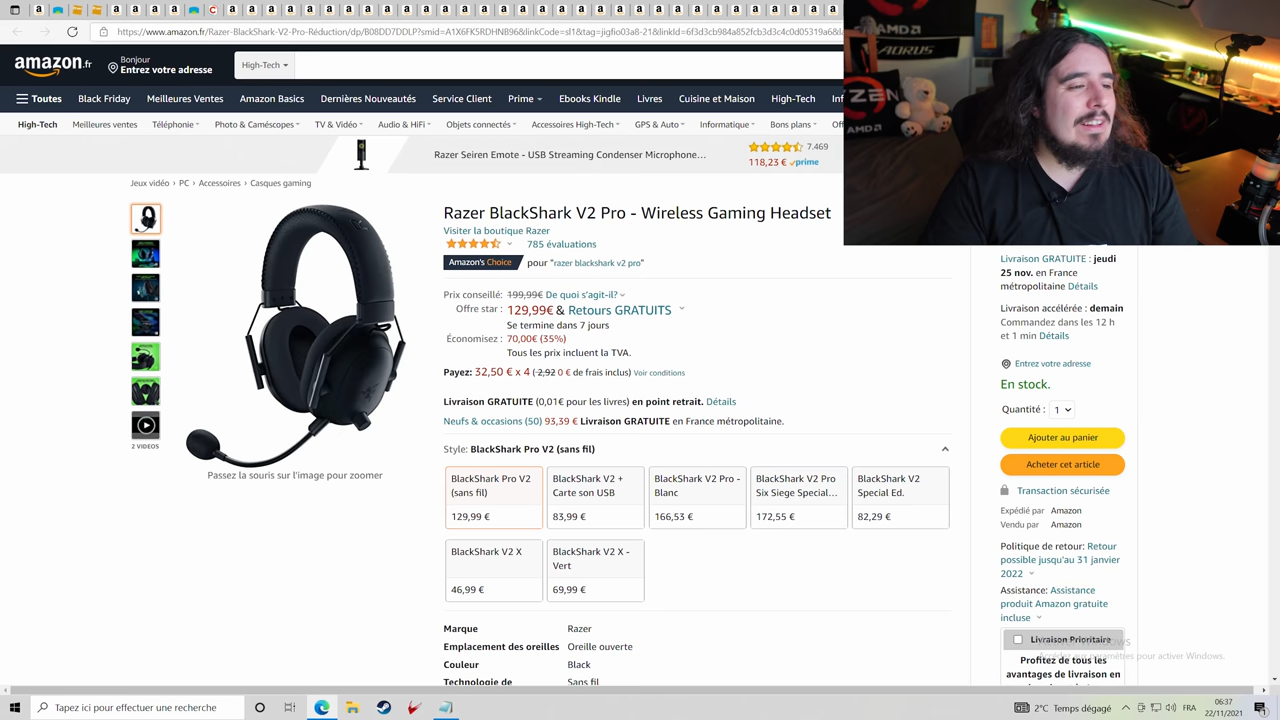 https://www.amazon.fr/Razer-BlackShark-V2-Pro-Réduction/dp/B08DD7DDLP?smid=A1X6FK5RDHNB96&linkCode=sl1&tag=jigfio03a8-21&linkId=6f3d3cb984a852fcb3d3c4c0d05319a6&l
amazon.fr
Bonjour
Entrez votre adresse
High-Tech
Toutes Black Friday Meilleures Ventes Amazon Basics Dernières Nouveautés Service Client Prime Ebooks Kindle Livres Cuisine et Maison High-Tech Inf
High-Tech Meilleures ventes Téléphonie Photo & Caméscopes TV & Vidéo Audio & HiFi Objets connectés Accessoires High-Tech GPS & Auto Informatique Bons plans
Razer Seiren Emote - USB Streaming Condenser Microphone…
7.469
118,23 € prime
Jeux vidéo › PC › Accessoires › Casques gaming
Razer BlackShark V2 Pro - Wireless Gaming Headset
Visiter la boutique Razer
785 évaluations
Amazon's Choice pour "razer blackshark v2 pro"
Prix conseillé: 199,99€ De quoi s'agit-il?
Offre star : 129,99€ & Retours GRATUITS
Se termine dans 7 jours
Économisez : 70,00€ (35%)
Tous les prix incluent la TVA.
Payez: 32,50 € x 4 (2,92 0 € de frais inclus) Voir conditions
Livraison GRATUITE (0,01€ pour les livres) en point retrait. Détails
Neufs & occasions (50) 93,39 € Livraison GRATUITE en France métropolitaine.
Style: BlackShark Pro V2 (sans fil)
BlackShark Pro V2 (sans fil)
129,99 €
BlackShark V2 + Carte son USB
83,99 €
BlackShark V2 Pro - Blanc
166,53 €
BlackShark V2 Pro Six Siege Special…
172,55 €
BlackShark V2 Special Ed.
82,29 €
BlackShark V2 X
46,99 €
BlackShark V2 X - Vert
69,99 €
Marque Razer
Emplacement des oreilles Oreille ouverte
Couleur Black
Technologie de Sans fil
2 VIDEOS
Passez la souris sur l'image pour zoomer
AORUS
AMD
Livraison GRATUITE : jeudi
25 nov. en France
métropolitaine Détails
Livraison accélérée : demain
Commandez dans les 12 h
et 1 min Détails
Entrez votre adresse
En stock.
Quantité : 1
Ajouter au panier
Acheter cet article
Transaction sécurisée
Expédié par Amazon
Vendu par Amazon
Politique de retour: Retour
possible jusqu'au 31 janvier
2022
Assistance: Assistance
produit Amazon gratuite
incluse
Livraison Prioritaire
Profitez de tous les
avantages de livraison en
Accédez aux paramètres pour activer Windows.
Tapez ici pour effectuer une recherche
2°C Temps dégagé
FRA
06:37
22/11/2021